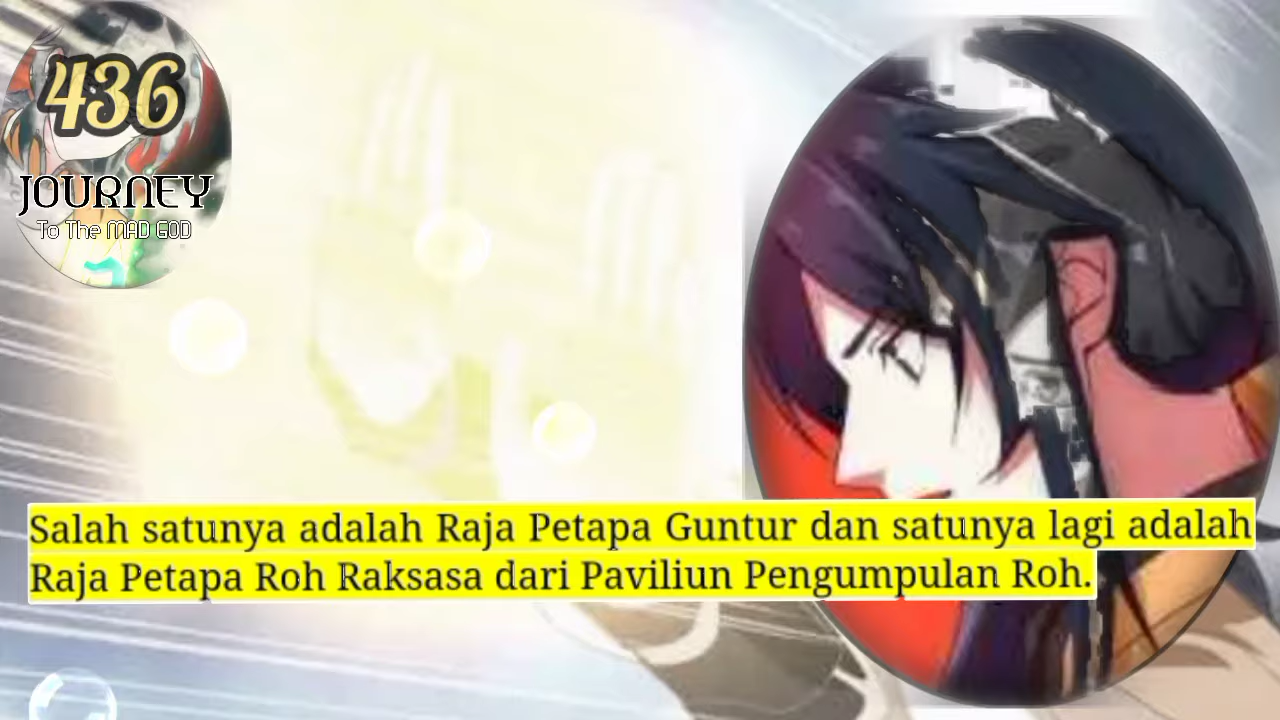 436
JOURNEY
To The MAD GOD
Salah satunya adalah Raja Petapa Guntur dan satunya lagi adalah
Raja Petapa Roh Raksasa dari Paviliun Pengumpulan Roh.